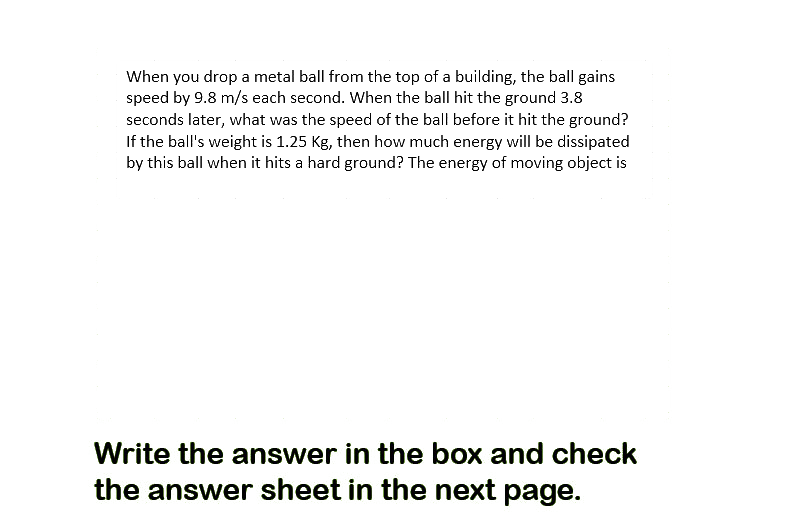 When you drop a metal ball from the top of a building, the ball gains
speed by 9.8 m/s each second. When the ball hit the ground 3.8
seconds later, what was the speed of the ball before it hit the ground?
If the ball's weight is 1.25 Kg, then how much energy will be dissipated
by this ball when it hits a hard ground? The energy of moving object is
Write the answer in the box and check
the answer sheet in the next page.